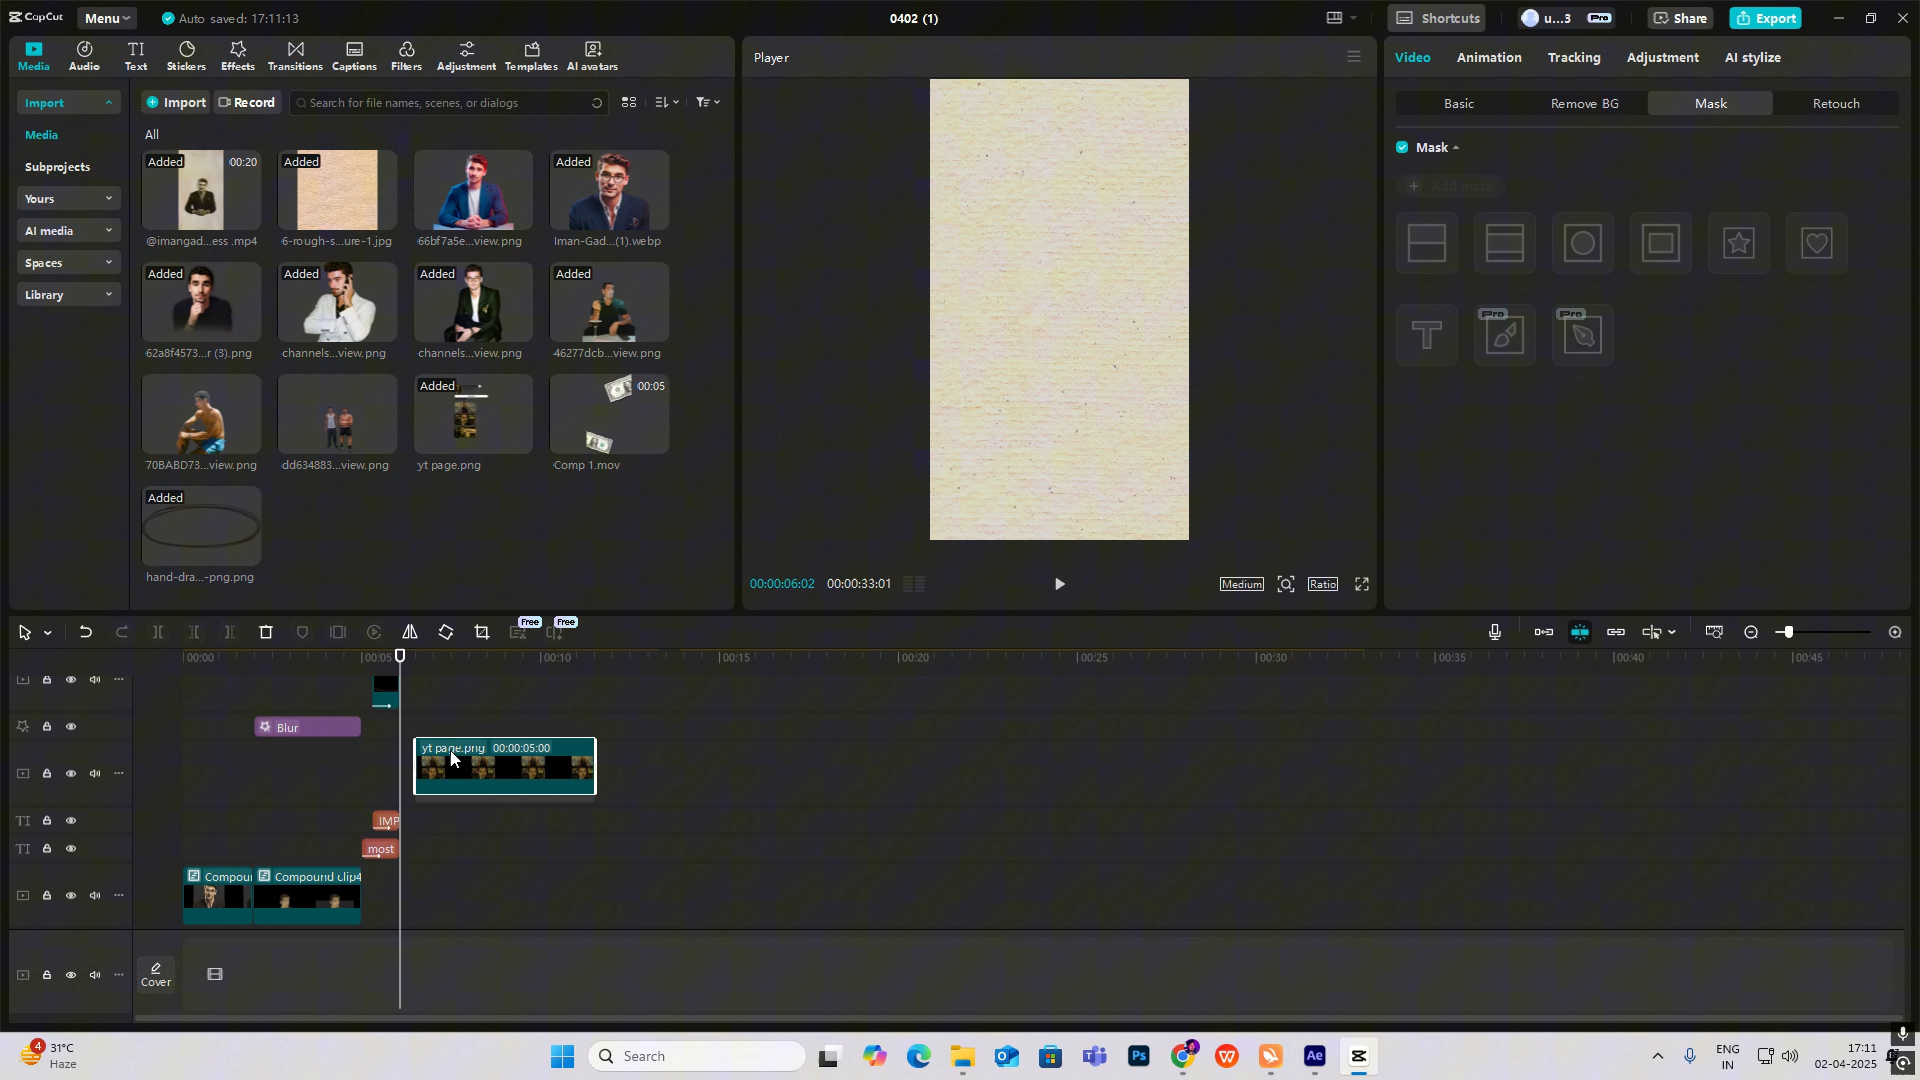 CapCut
Menu
Auto saved: 17:11:13
0402 (1)
Shortcuts
u...3
Pro
Share
Export
Media
Audio
Text
Stickers
Effects
Transitions
Captions
Filters
Adjustment
Templates
AI avatars
Player
Video
Animation
Tracking
Adjustment
AI stylize
Import
Import
Record
Search for file names, scenes, or dialogs
Basic
Remove BG
Mask
Retouch
Media
All
Mask
Subprojects
Added
00:20
Added
Added
Add mask
Yours
AI media
@imangad...ess .mp4
6-rough-s...ure-1.jpg
66bf7a5e...view.png
Iman-Gad...(1).webp
Spaces
Added
Added
Added
Added
Library
Pro
Pro
62a8f4573...r (3).png
channels...view.png
channels...view.png
46277dcb...view.png
Added
00:05
70BABD73...view.png
dd634883...view.png
yt page.png
Comp 1.mov
Added
hand-dra...-png.png
00:00:06:02
00:00:33:01
Medium
Ratio
Free
Free
00:00
00:05
00:10
00:15
00:20
00:25
00:30
00:35
00:40
00:45
Blur
yt page.png 00:00:05:00
TI
IMP
TI
most
Compou
Compound clip4
Cover
4
31°C
Haze
Search
Ps
Ae
ENG
IN
17:11
02-04-2025